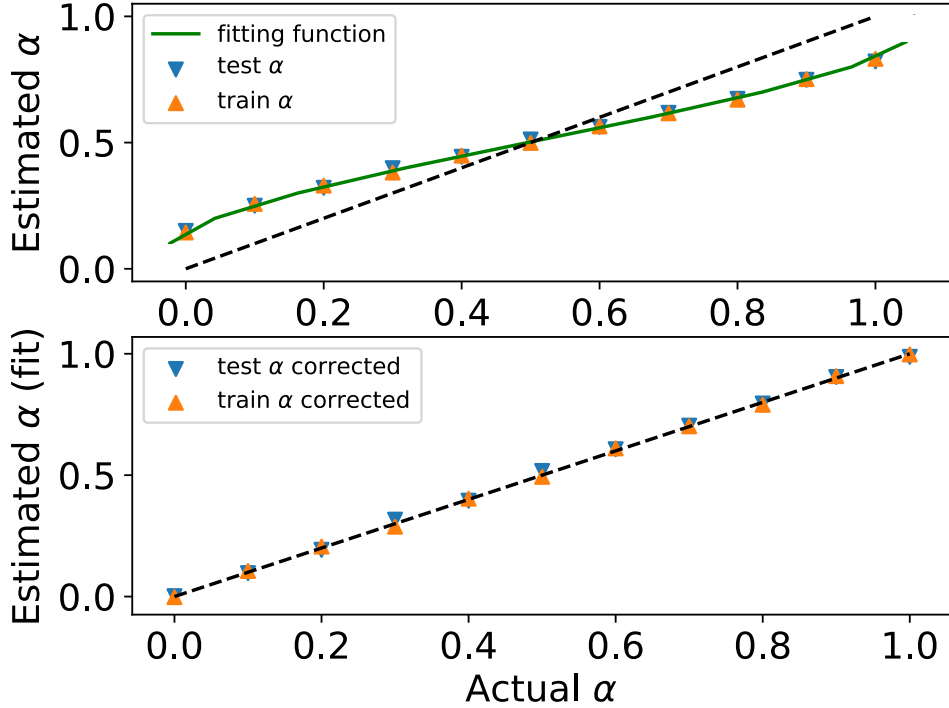 Estimated α
1.0
0.5
0.0
fitting function
test α
train α
0.0 0.2 0.4 0.6 0.8 1.0
Estimated α (fit)
1.0
0.5
0.0
test α corrected
train α corrected
0.0 0.2 0.4 0.6 0.8 1.0
Actual α